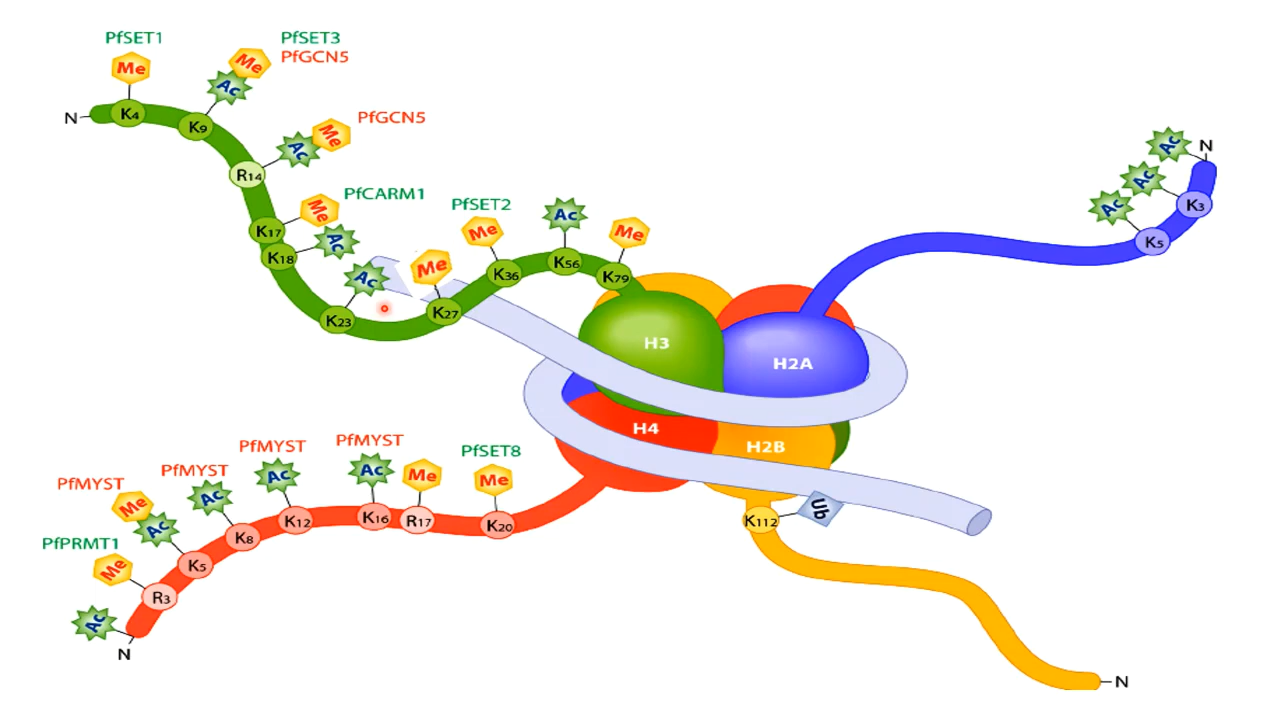 PfSET1
Me
K4
N
PfSET3
PfGCN5
Me
Ac
K9
PfGCN5
Me
Ac
R14
PfCARM1
Me
K17
Ac
K18
Ac
K23
Me
K27
PfSET2
Me
K36
Ac
K56
Me
K79
N
Ac
Ac
K3
Ac
K5
H3
H2A
H4
H2B
PfMYST
Me
Ac
K5
PfMYST
Ac
K8
PfMYST
Ac
K12
PfMYST
Ac
K16
Me
R17
PfSET8
Me
K20
PfPRMT1
Me
R3
Ac
N
K112
Ub
N